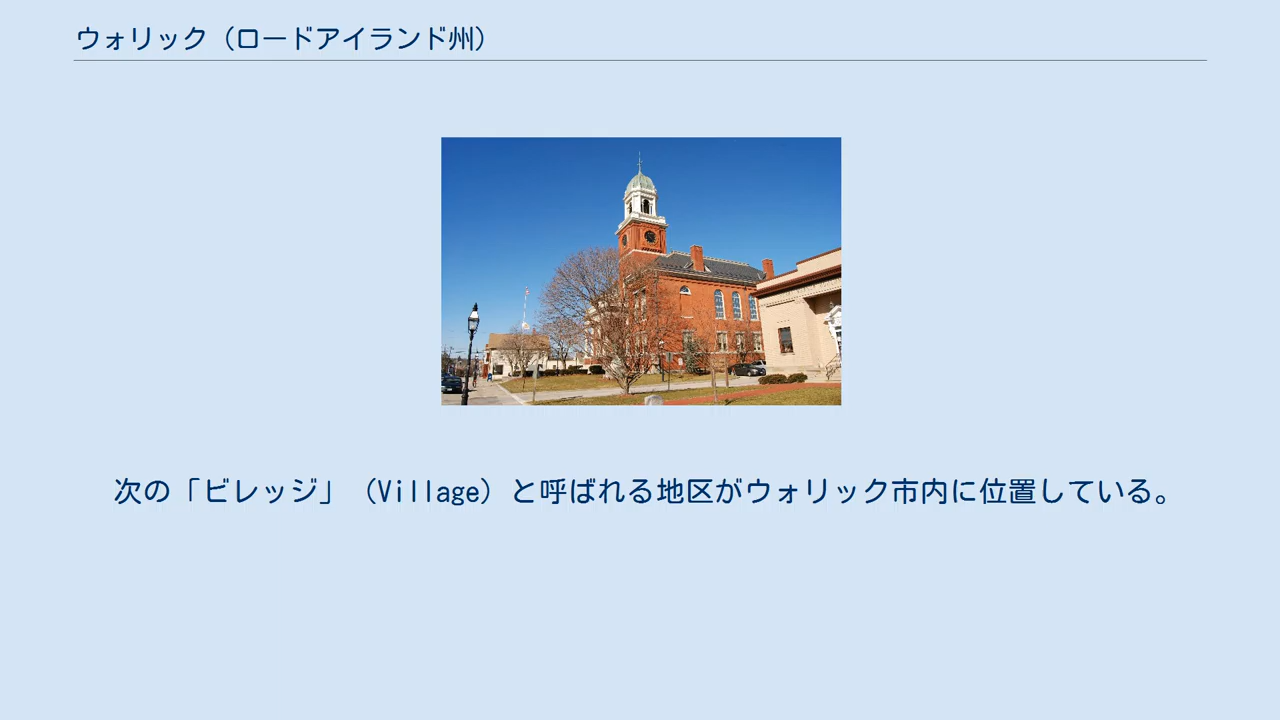 ウォリック（ロードアイランド州）
次の「ビレッジ」（Village）と呼ばれる地区がウォリック市内に位置している。